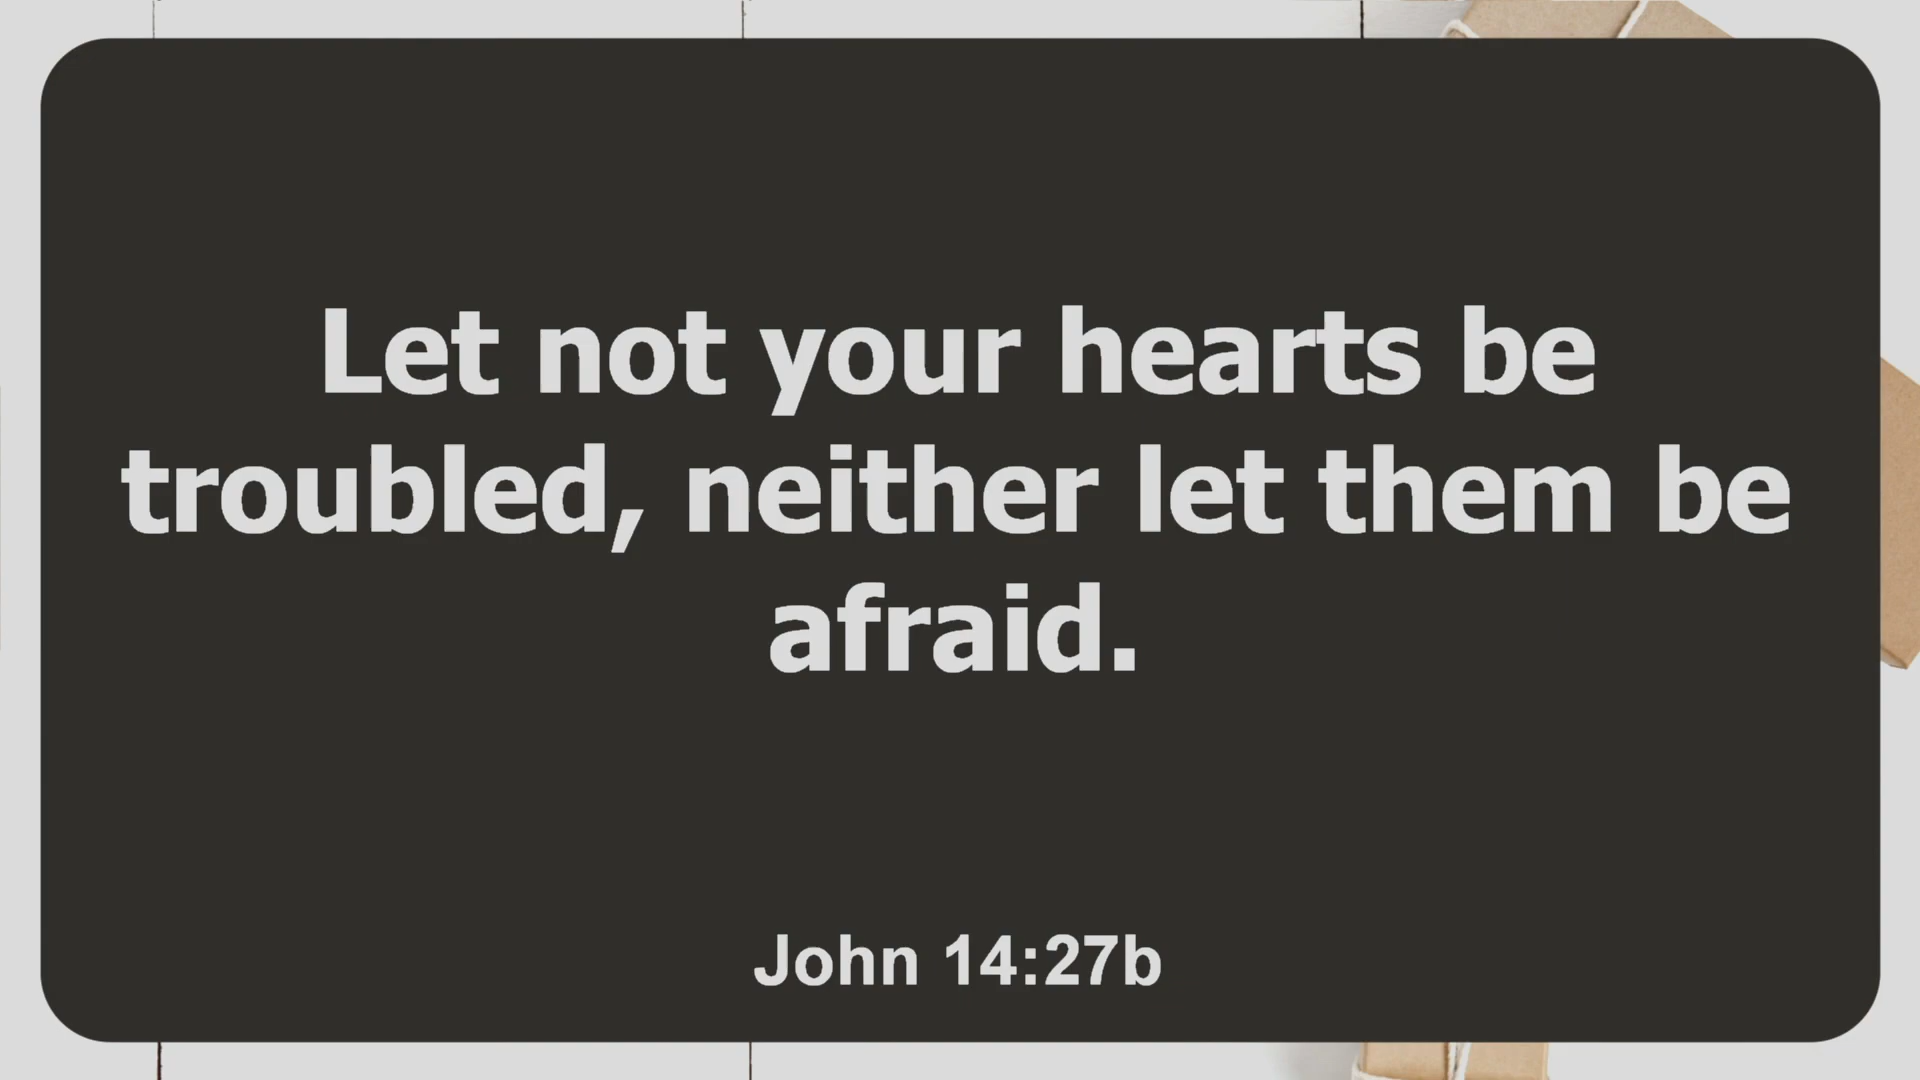 Let not your hearts be
troubled, neither let them be
afraid.
John 14:27b